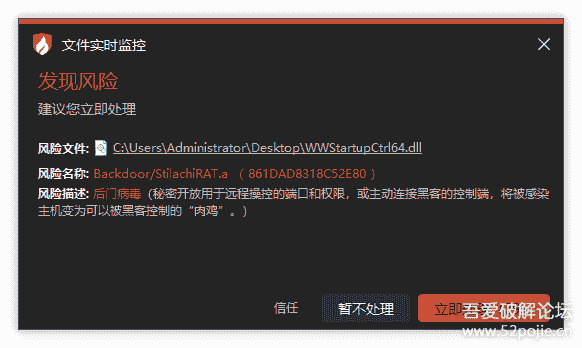 文件实时监控
发现风险
建议您立即处理
风险文件: C:\Users\Administrator\Desktop\WWStartupCtrl64.dll
风险名称: Backdoor/StilachiRAT.a ( 861DAD8318C52E80 )
风险描述: 后门病毒（秘密开放用于远程操控的端口和权限，或主动连接黑客的控制端，将被感染
主机变为可以被黑客控制的“肉鸡”。）
信任 暂不处理 立即
吾爱破解论坛
www.52pojie.cn